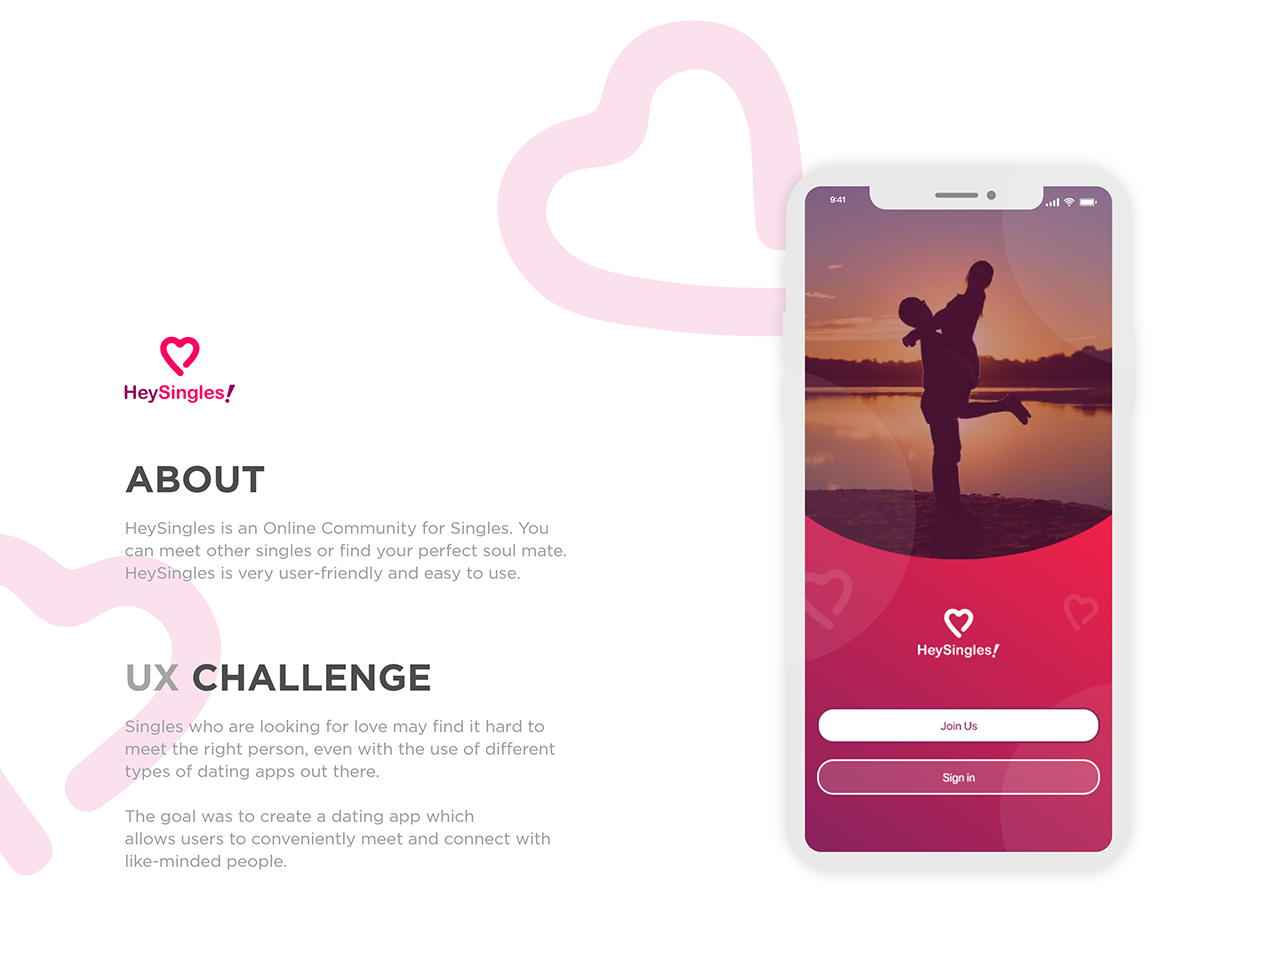 HeySingles!
ABOUT
HeySingles is an Online Community for Singles. You
can meet other singles or find your perfect soul mate.
HeySingles is very user-friendly and easy to use.
UX CHALLENGE
Singles who are looking for love may find it hard to
meet the right person, even with the use of different
types of dating apps out there.
The goal was to create a dating app which
allows users to conveniently meet and connect with
like-minded people.
9:41
HeySingles!
Join Us
Sign in